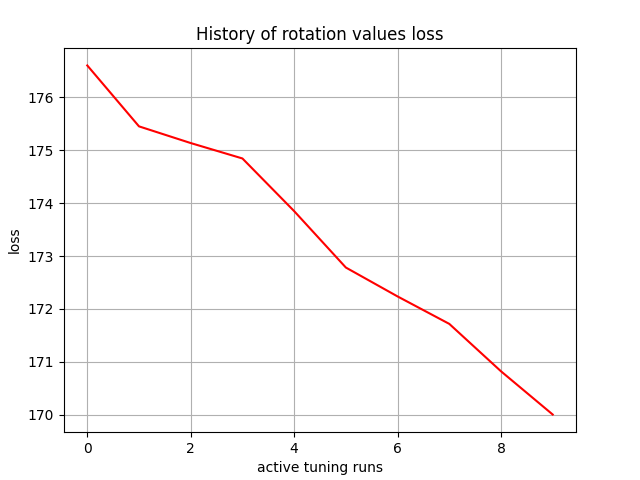 History of rotation values loss
176
175
174
173
172
171
170
loss
0 2 4 6 8
active tuning runs